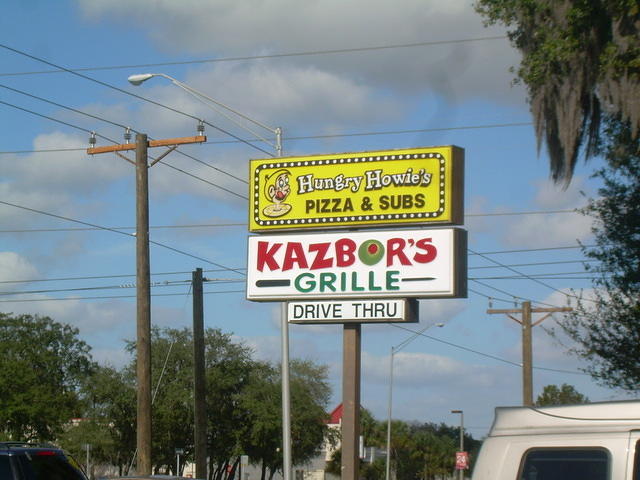 Hungry Howie's
PIZZA & SUBS
KAZBOR'S
GRILLE
DRIVE THRU